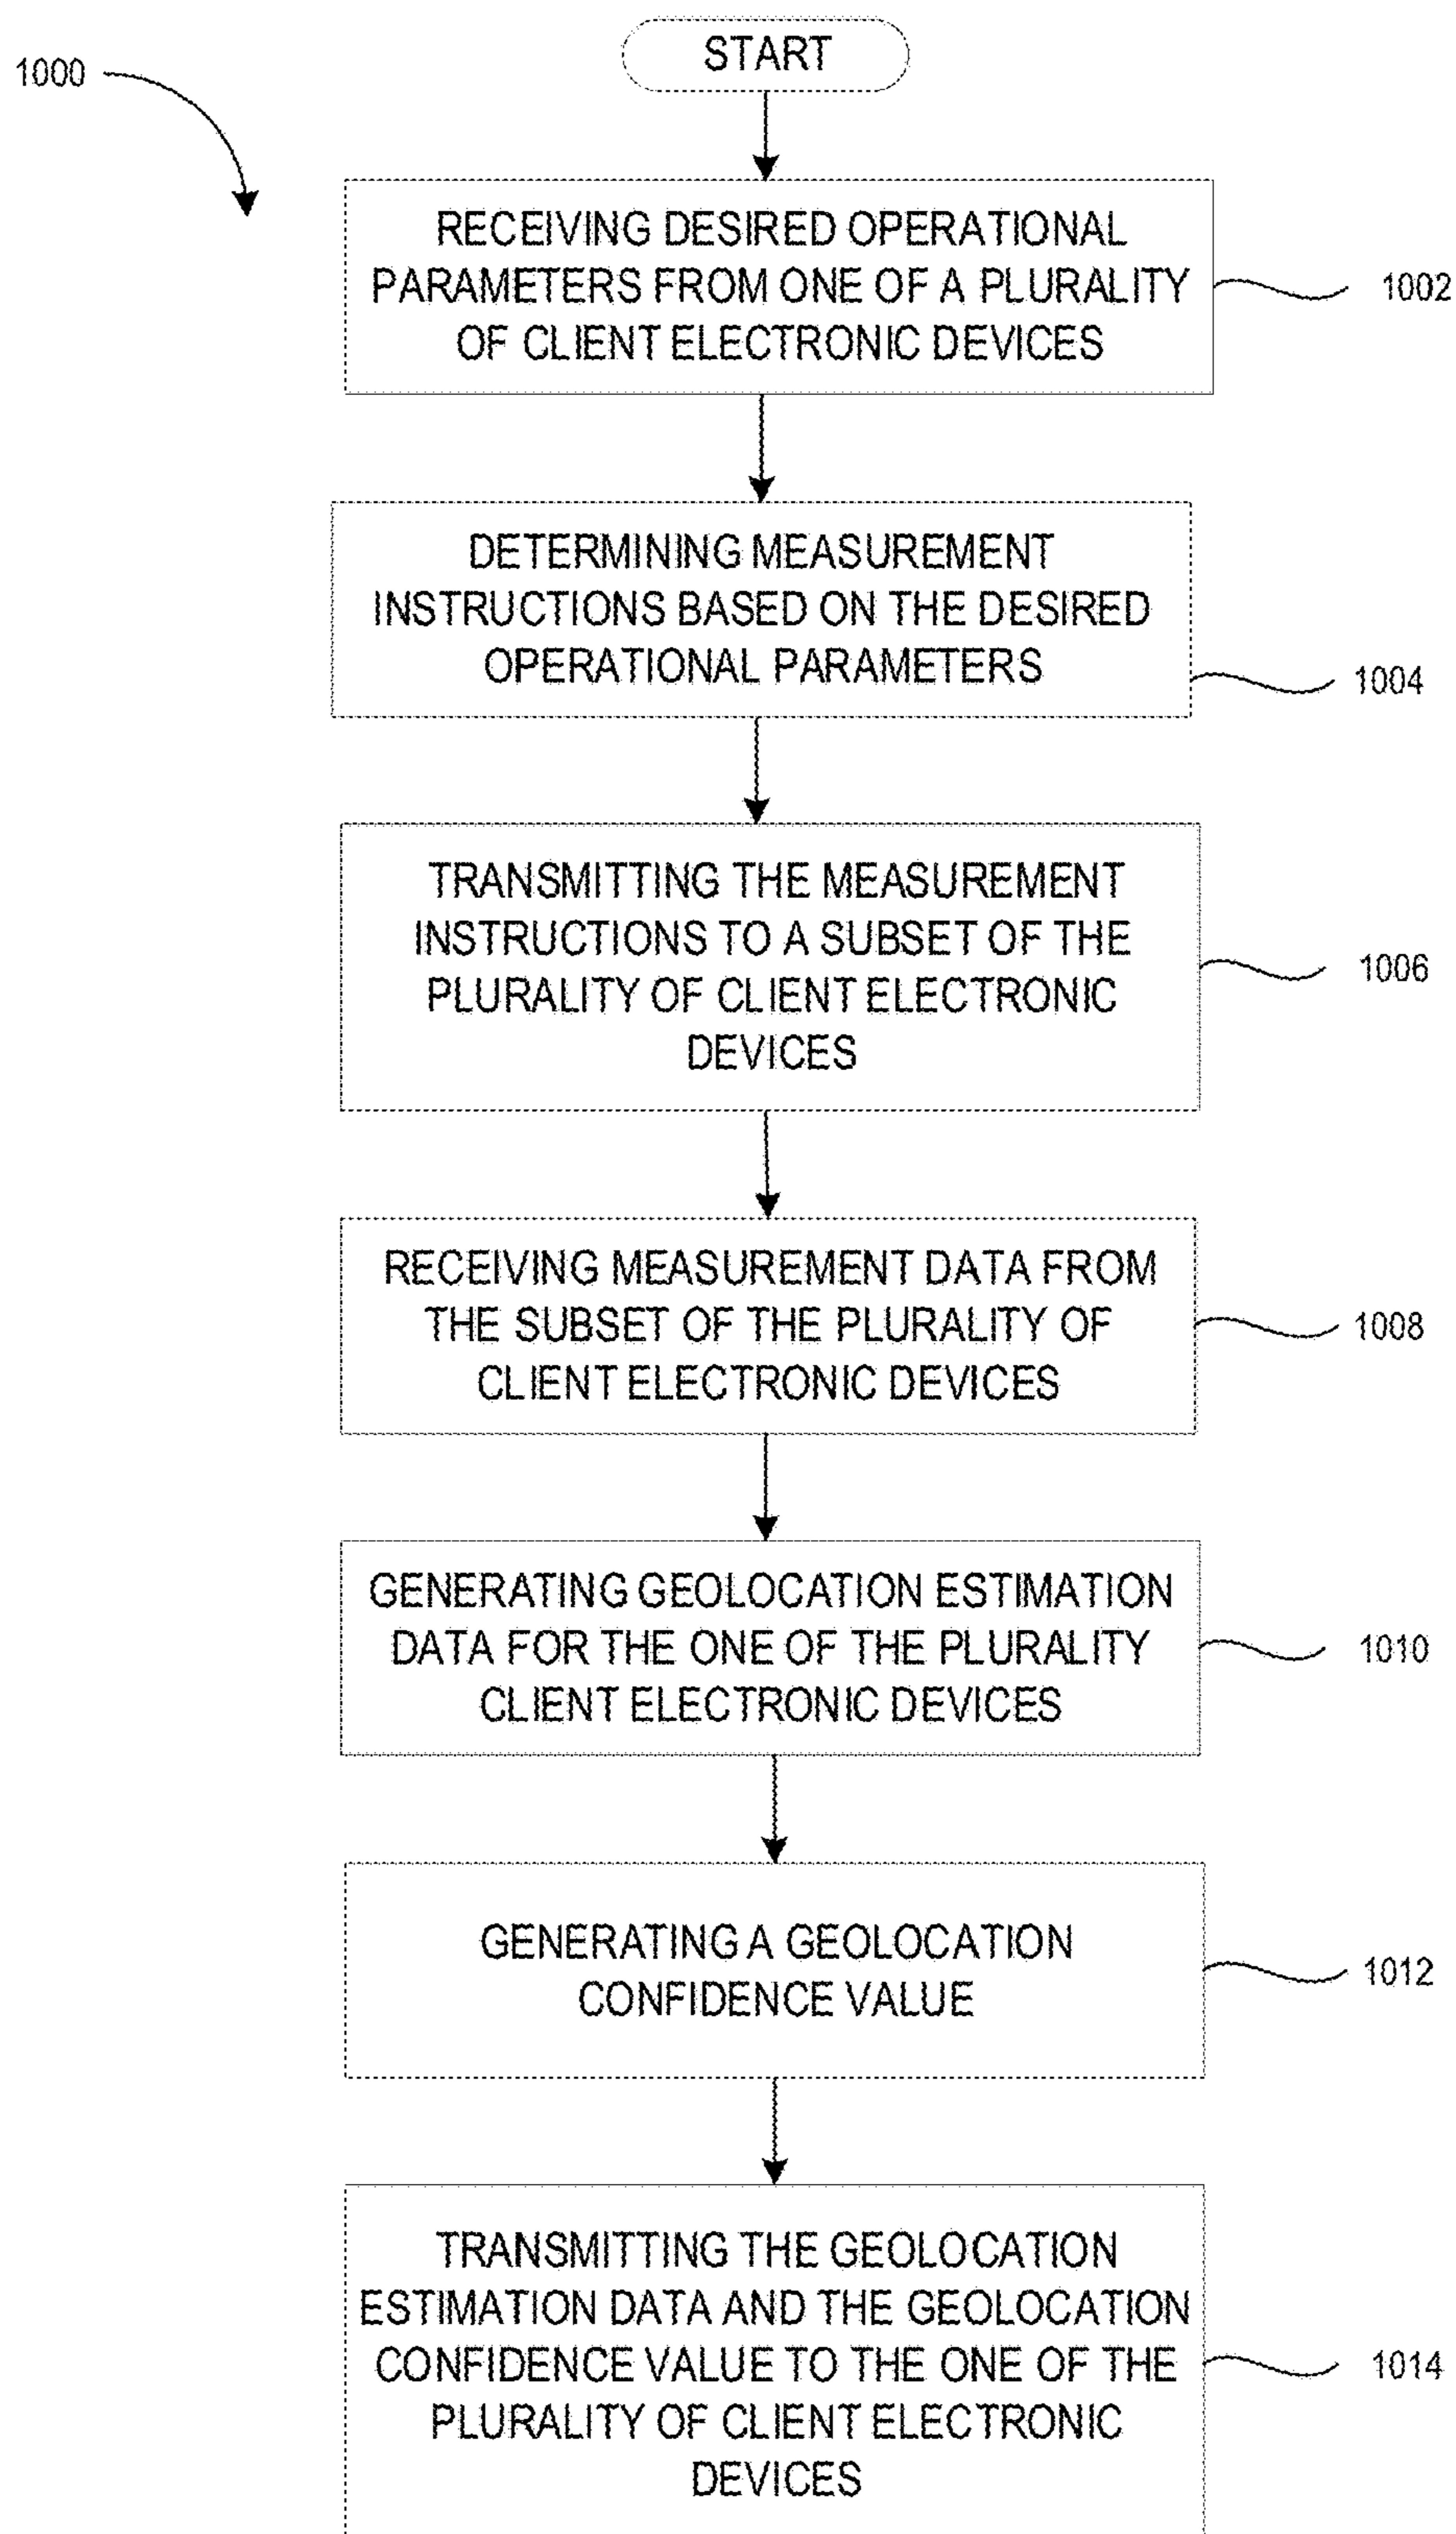 START
1000
RECEIVING DESIRED OPERATIONAL
PARAMETERS FROM ONE OF A PLURALITY
OF CLIENT ELECTRONIC DEVICES
1002
DETERMINING MEASUREMENT
INSTRUCTIONS BASED ON THE DESIRED
OPERATIONAL PARAMETERS
1004
TRANSMITTING THE MEASUREMENT
INSTRUCTIONS TO A SUBSET OF THE
PLURALITY OF CLIENT ELECTRONIC
DEVICES
1006
RECEIVING MEASUREMENT DATA FROM
THE SUBSET OF THE PLURALITY OF
CLIENT ELECTRONIC DEVICES
1008
GENERATING GEOLOCATION ESTIMATION
DATA FOR THE ONE OF THE PLURALITY
CLIENT ELECTRONIC DEVICES
1010
GENERATING A GEOLOCATION
CONFIDENCE VALUE
1012
TRANSMITTING THE GEOLOCATION
ESTIMATION DATA AND THE GEOLOCATION
CONFIDENCE VALUE TO THE ONE OF THE
PLURALITY OF CLIENT ELECTRONIC
DEVICES
1014